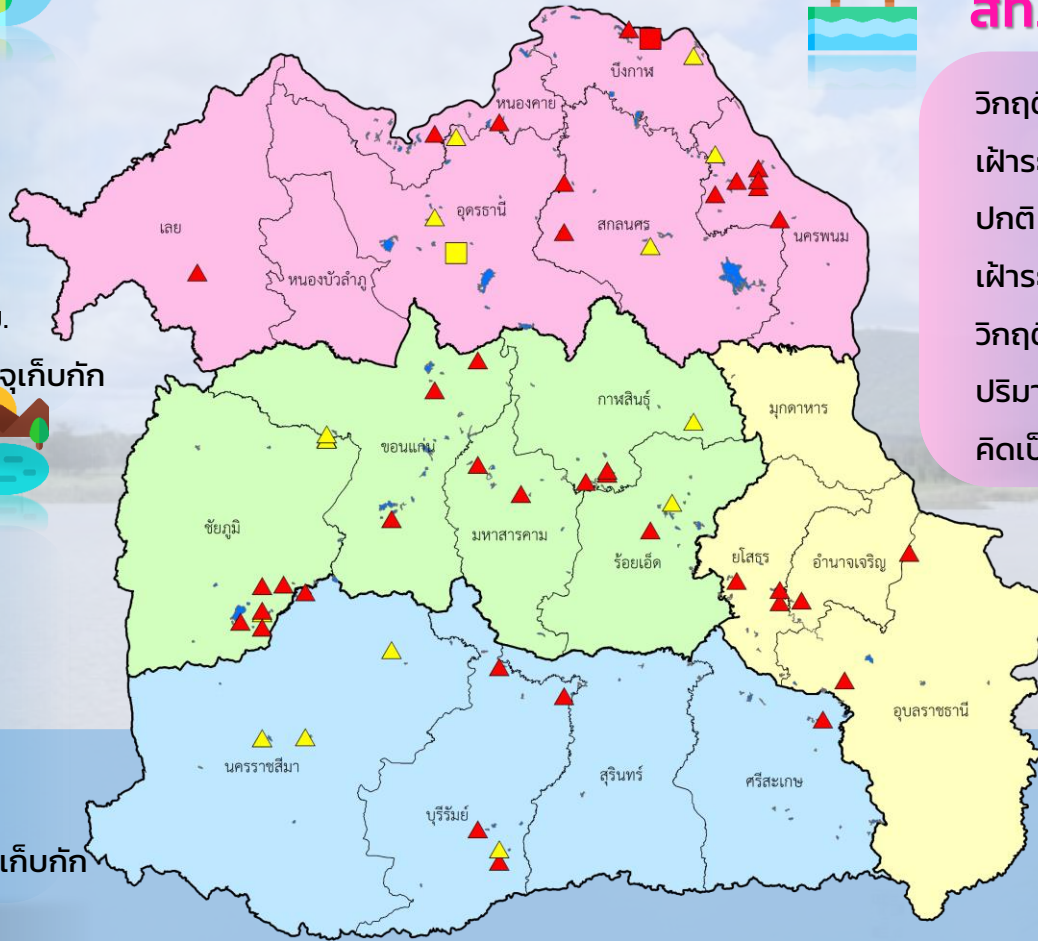 สท
วิกฤต
เฝ้าระ
ปกติ
เฝ้าระ
วิกฤต
ปริมา
คิดเป็
.
จุเก็บกัก
เก็บกัก
บึงกาฬ
หนองคาย
อุดรธานี
เลย
สกลนคร
นครพนม
หนองบัวลำภู
กาฬสินธุ์
มุกดาหาร
ขอนแก่น
ชัยภูมิ
มหาสารคาม
ร้อยเอ็ด
ยโสธร
อำนาจเจริญ
อุบลราชธานี
นครราชสีมา
สุรินทร์
ศรีสะเกษ
บุรีรัมย์